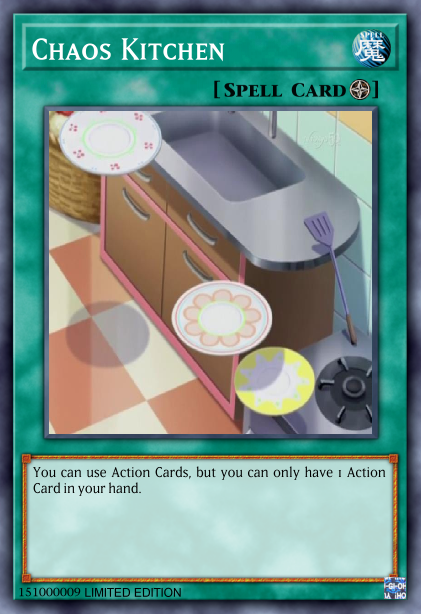 CHAOS KITCHEN
SPELL
魔
[SPELL CARD]
You can use Action Cards, but you can only have 1 Action
Card in your hand.
151000009 LIMITED EDITION